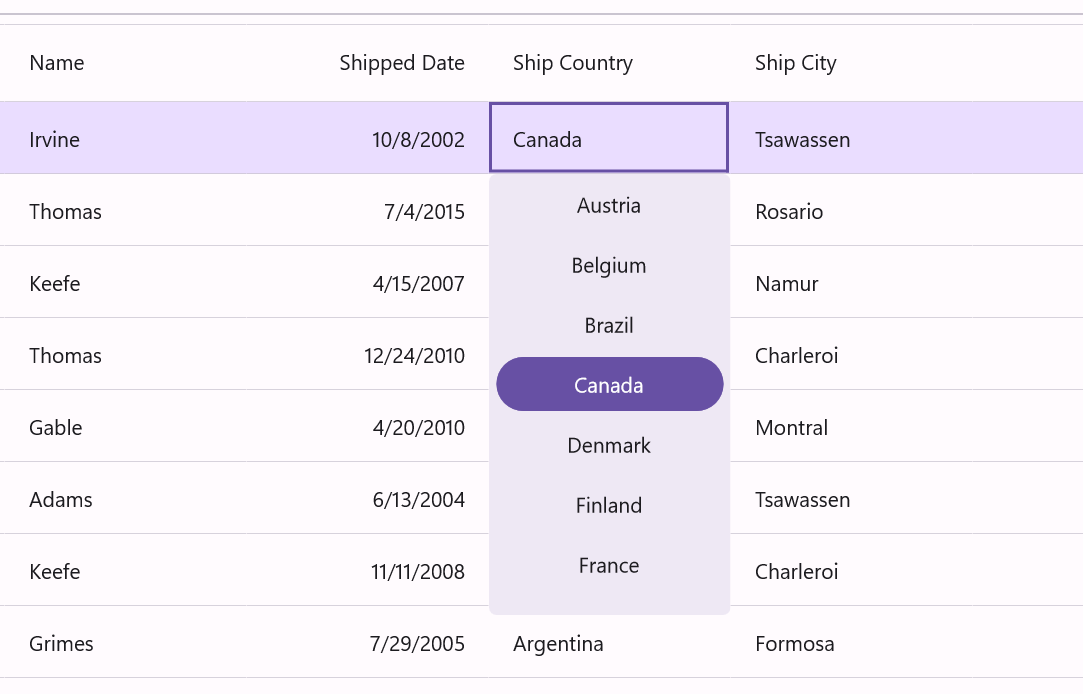 Name Shipped Date Ship Country Ship City
Irvine 10/8/2002 Canada Tsawassen
Thomas 7/4/2015 Austria Rosario
Keefe 4/15/2007 Belgium Namur
Thomas 12/24/2010 Brazil Charleroi
Canada
Gable 4/20/2010 Denmark Montral
Adams 6/13/2004 Finland Tsawassen
Keefe 11/11/2008 France Charleroi
Grimes 7/29/2005 Argentina Formosa